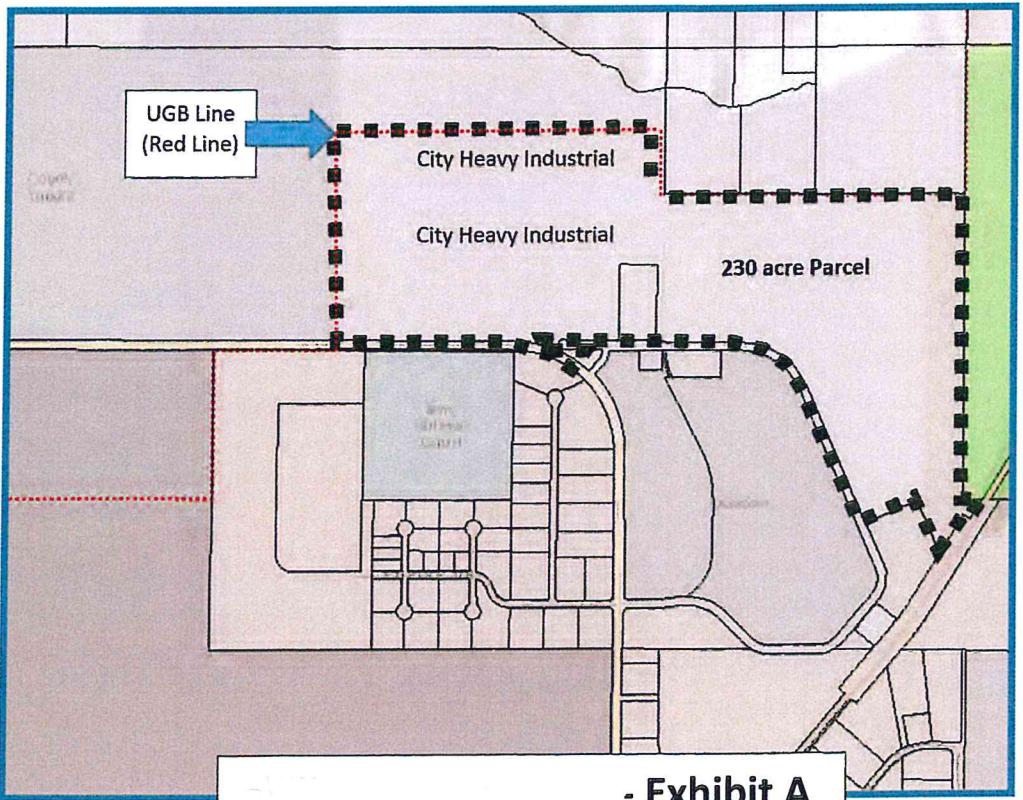 UGB Line
(Red Line)
City Heavy Industrial
City Heavy Industrial
230 acre Parcel
- Exhibit A